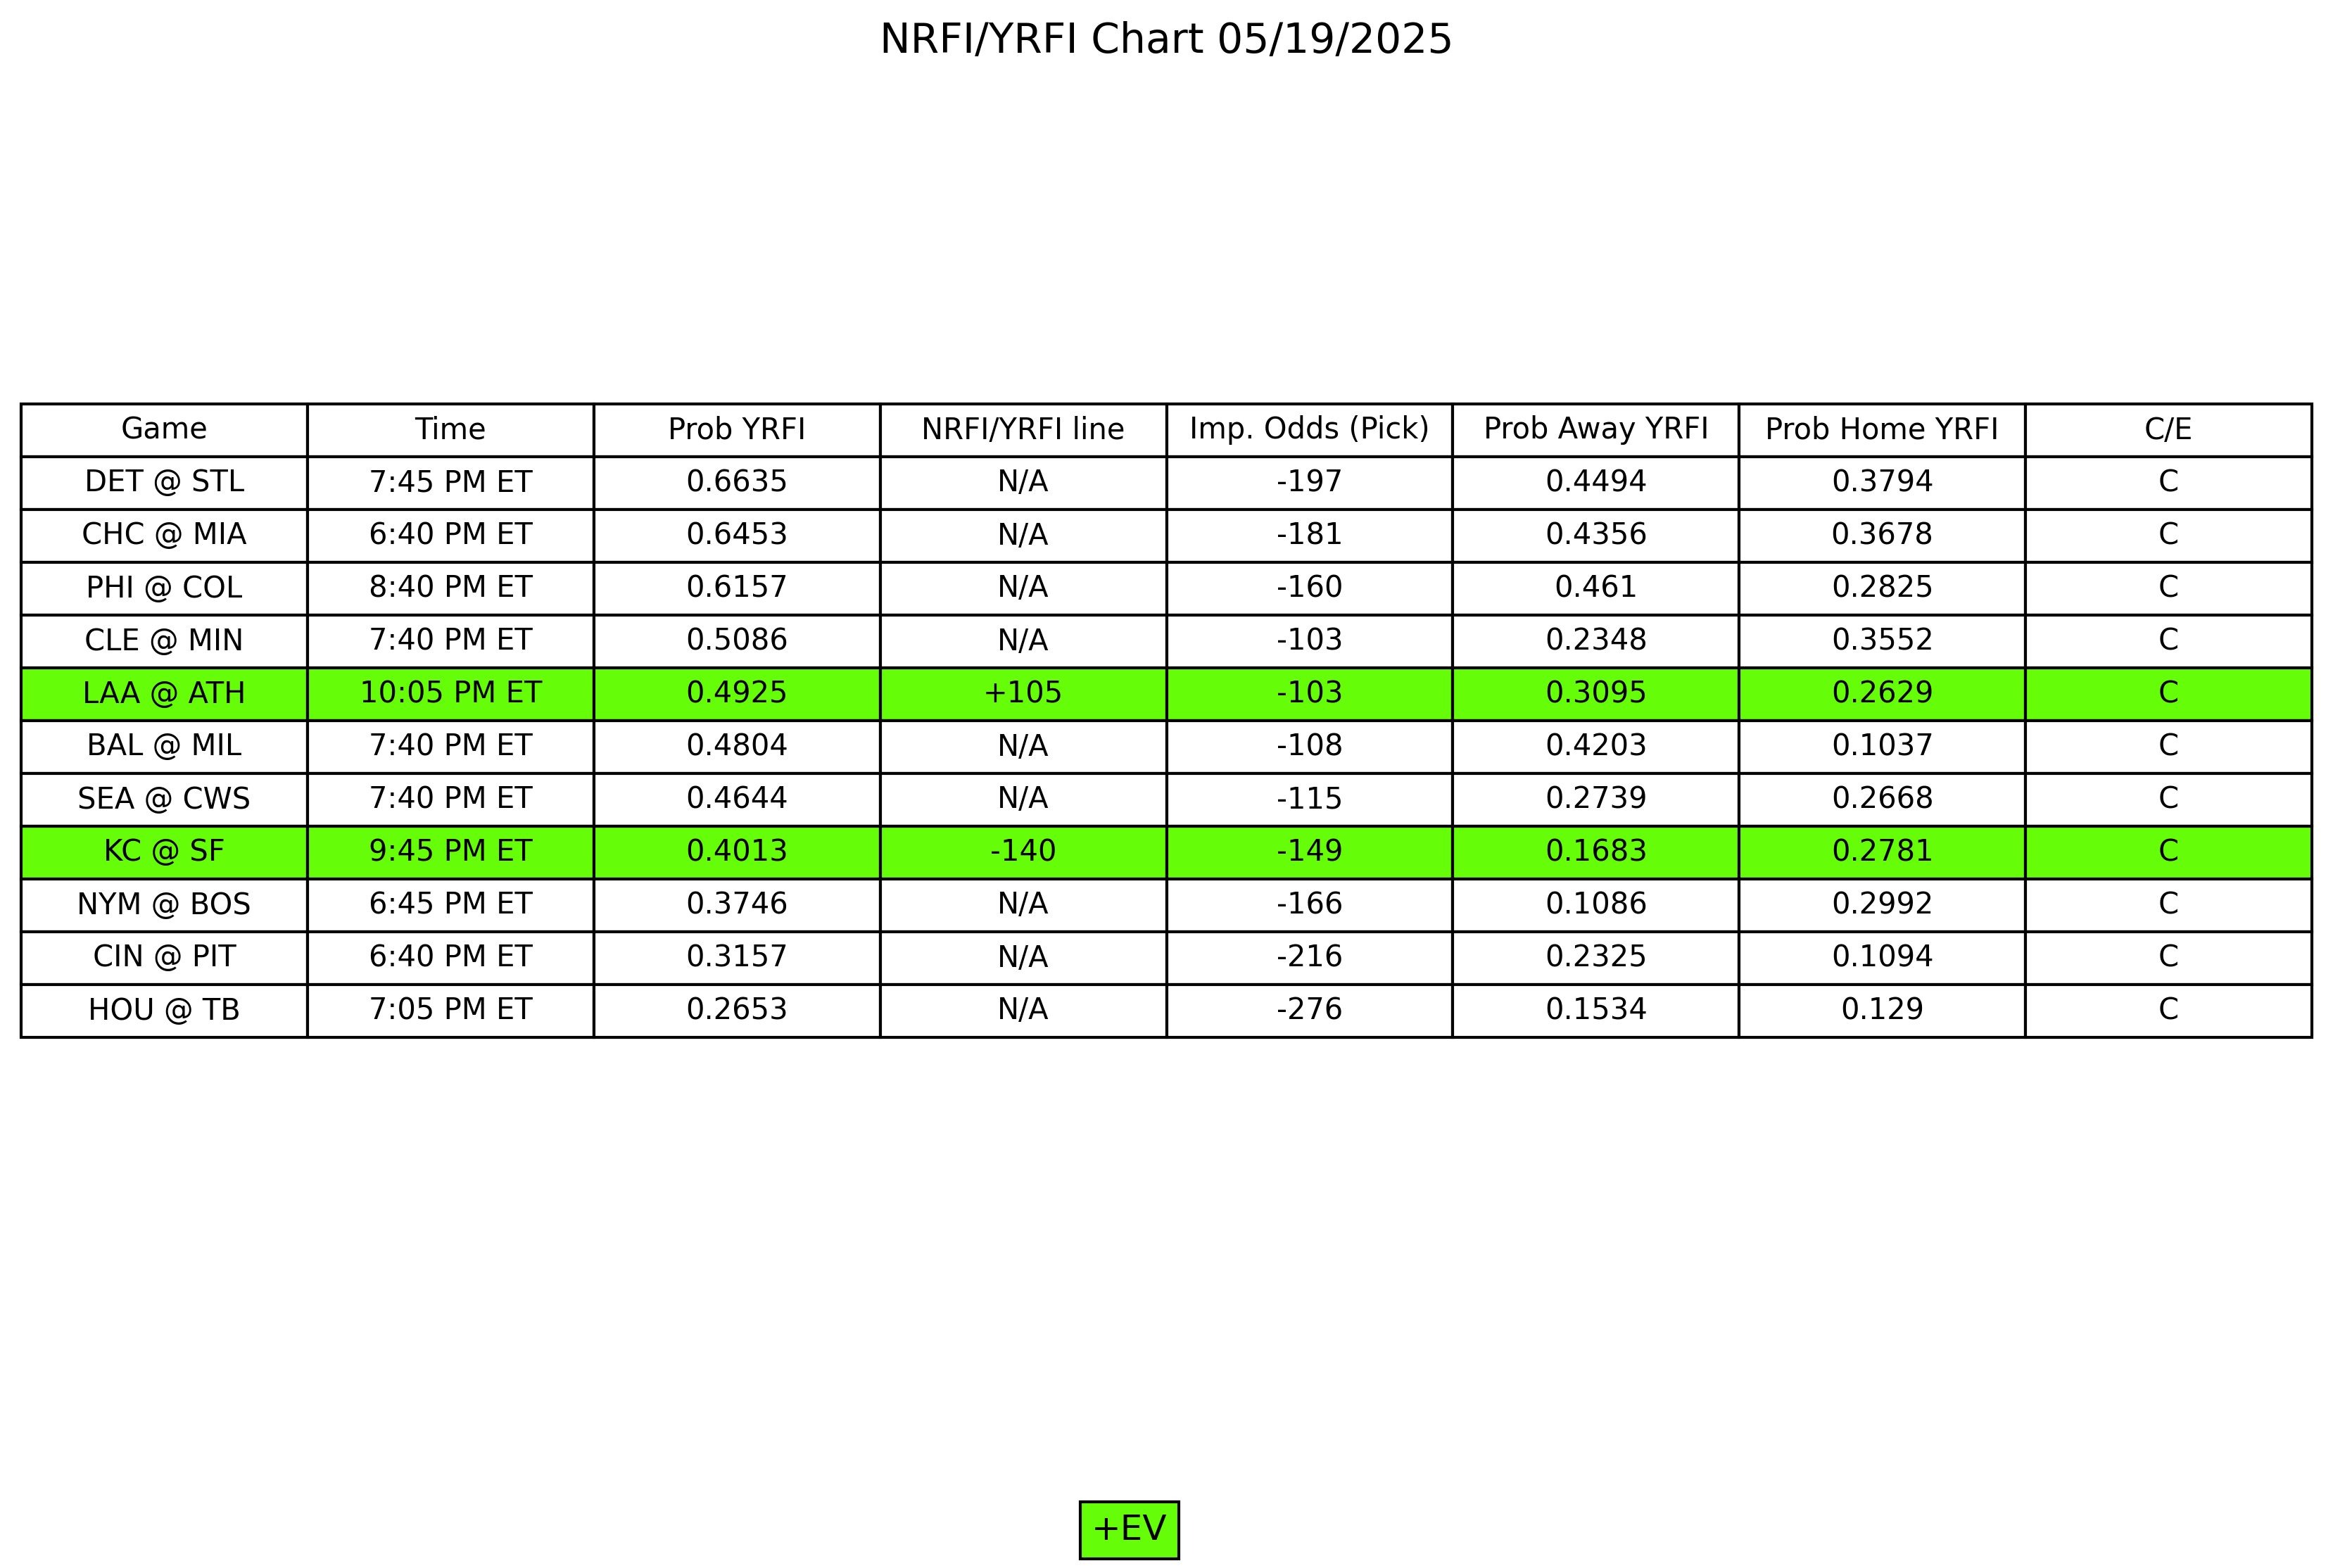 NRFI/YRFI Chart 05/19/2025
Game Time Prob YRFI NRFI/YRFI line Imp. Odds (Pick) Prob Away YRFI Prob Home YRFI C/E
DET @ STL 7:45 PM ET 0.6635 N/A -197 0.4494 0.3794 C
CHC @ MIA 6:40 PM ET 0.6453 N/A -181 0.4356 0.3678 C
PHI @ COL 8:40 PM ET 0.6157 N/A -160 0.461 0.2825 C
CLE @ MIN 7:40 PM ET 0.5086 N/A -103 0.2348 0.3552 C
LAA @ ATH 10:05 PM ET 0.4925 +105 -103 0.3095 0.2629 C
BAL @ MIL 7:40 PM ET 0.4804 N/A -108 0.4203 0.1037 C
SEA @ CWS 7:40 PM ET 0.4644 N/A -115 0.2739 0.2668 C
KC @ SF 9:45 PM ET 0.4013 -140 -149 0.1683 0.2781 C
NYM @ BOS 6:45 PM ET 0.3746 N/A -166 0.1086 0.2992 C
CIN @ PIT 6:40 PM ET 0.3157 N/A -216 0.2325 0.1094 C
HOU @ TB 7:05 PM ET 0.2653 N/A -276 0.1534 0.129 C
+EV